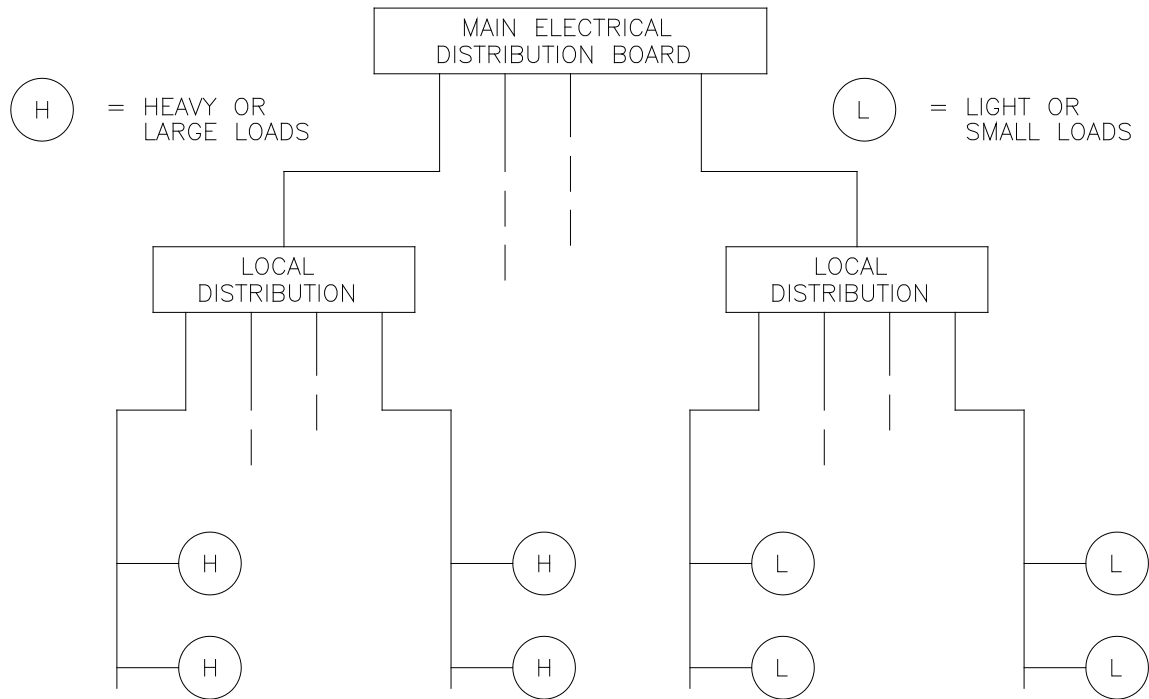 MAIN ELECTRICAL
DISTRIBUTION BOARD
H = HEAVY OR
LARGE LOADS
L = LIGHT OR
SMALL LOADS
LOCAL
DISTRIBUTION
LOCAL
DISTRIBUTION
H H L L
H H L L